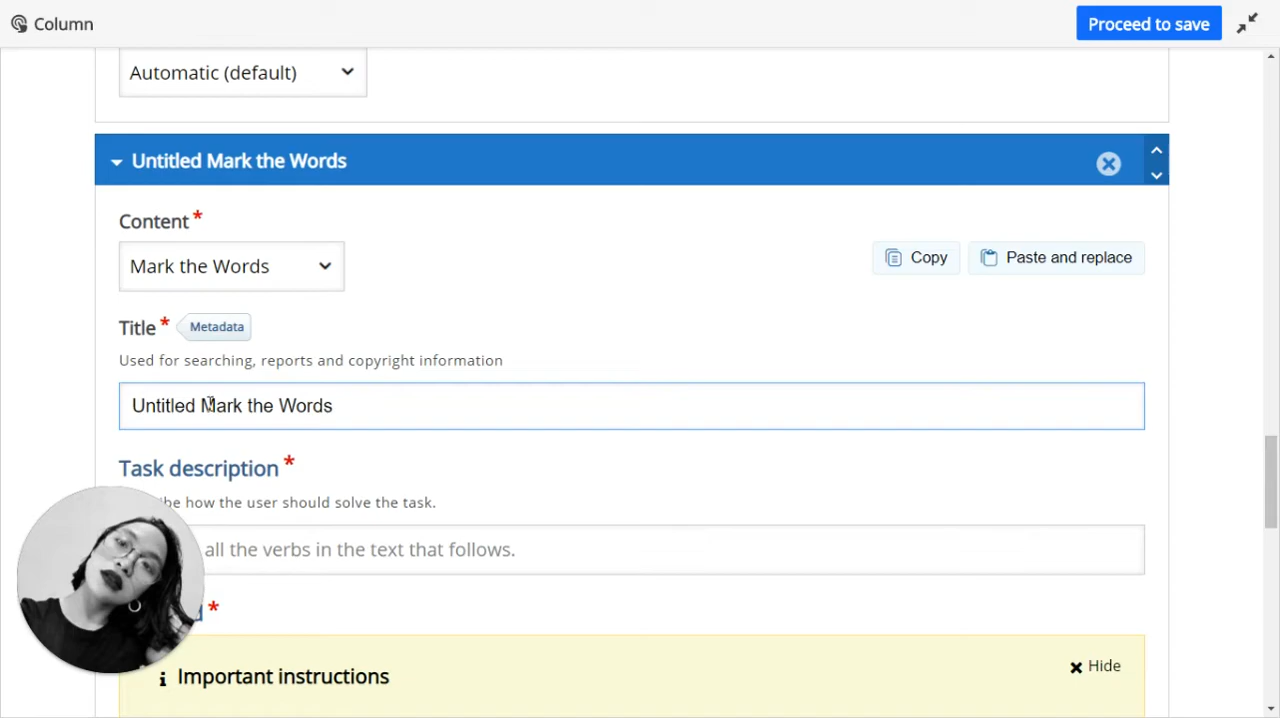 Column
Proceed to save
Automatic (default)
Untitled Mark the Words
Content *
Mark the Words
Copy
Paste and replace
Title *
Metadata
Used for searching, reports and copyright information
Untitled Mark the Words
Task description *
how the user should solve the task.
all the verbs in the text that follows.
*
Important instructions
Hide